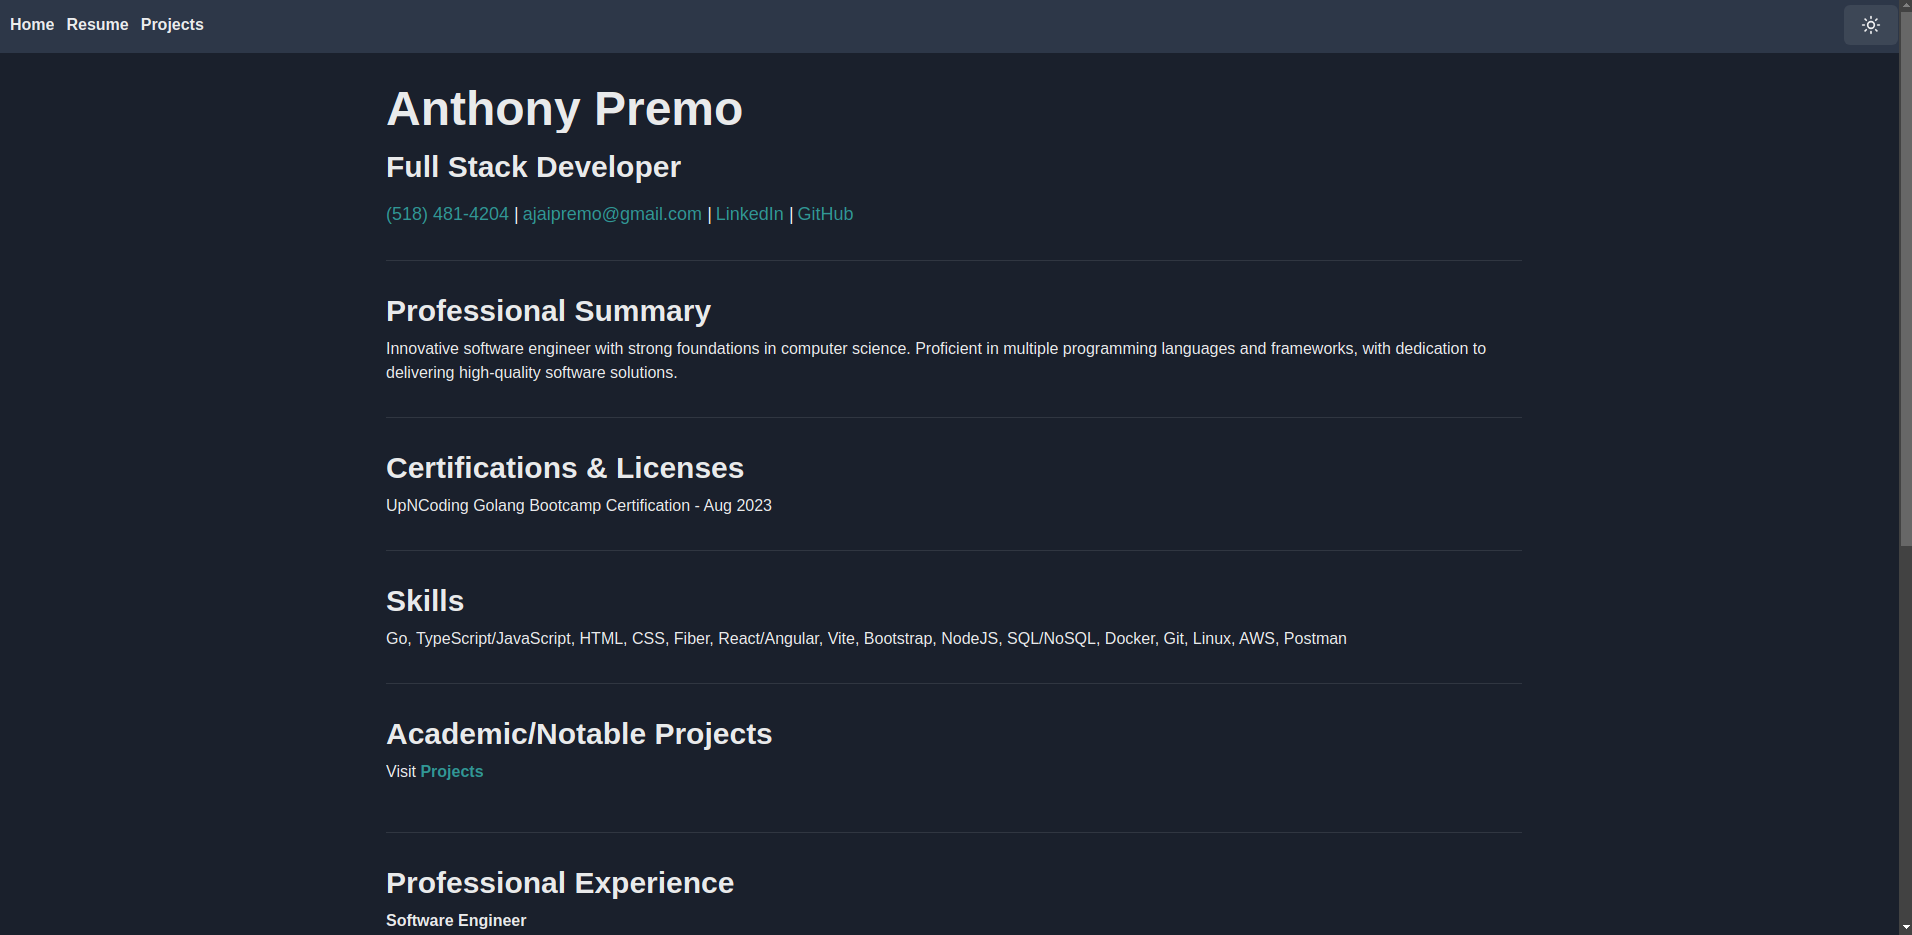 Home Resume Projects
Anthony Premo
Full Stack Developer
(518) 481-4204 | ajaipremo@gmail.com | LinkedIn | GitHub
Professional Summary
Innovative software engineer with strong foundations in computer science. Proficient in multiple programming languages and frameworks, with dedication to
delivering high-quality software solutions.
Certifications & Licenses
UpNCoding Golang Bootcamp Certification - Aug 2023
Skills
Go, TypeScript/JavaScript, HTML, CSS, Fiber, React/Angular, Vite, Bootstrap, NodeJS, SQL/NoSQL, Docker, Git, Linux, AWS, Postman
Academic/Notable Projects
Visit Projects
Professional Experience
Software Engineer